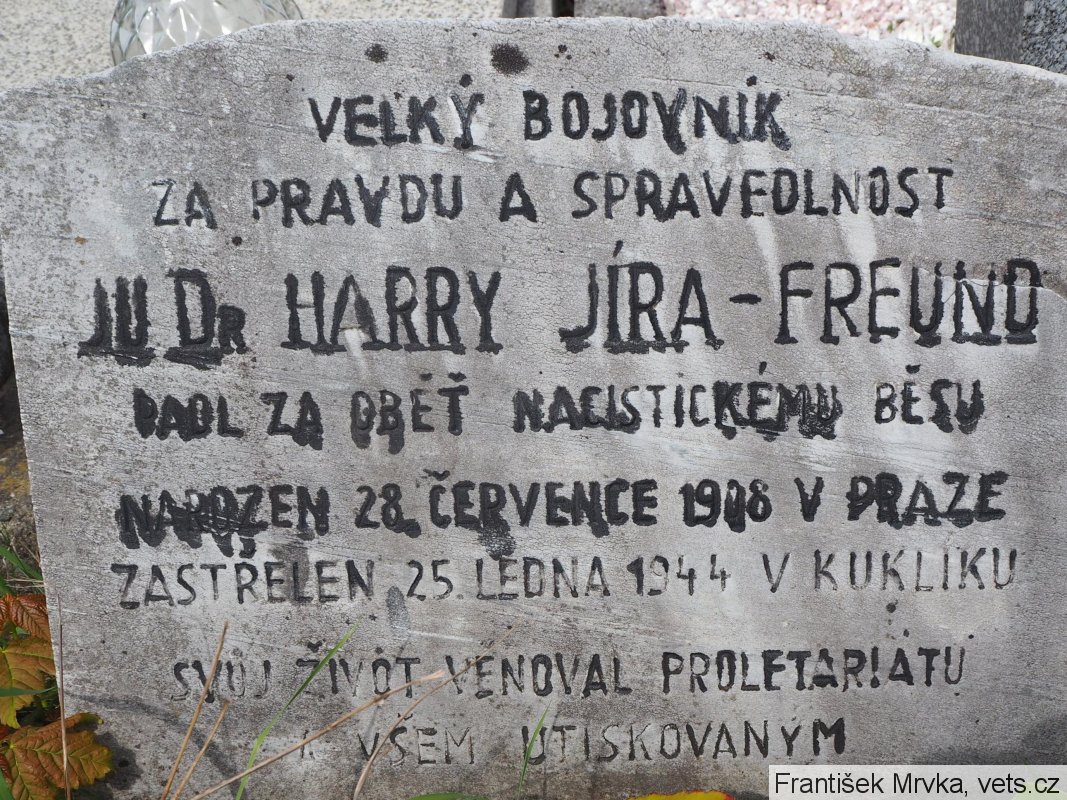 VELKÝ BOJOVNÍK
ZA PRAVDU A SPRAVEDLNOST
JUDr HARRY JÍRA-FREUND
PADL ZA OBĚŤ NACISTICKÉMU BĚSU
NAROZEN 28. ČERVENCE 1908 V PRAZE
ZASTŘELEN 25. LEDNA 1944 V KUKLÍKU
SVŮJ ŽIVOT VĚNOVAL PROLETARIÁTU
A VŠEM UTISKOVANÝM
František Mrvka, vets.cz